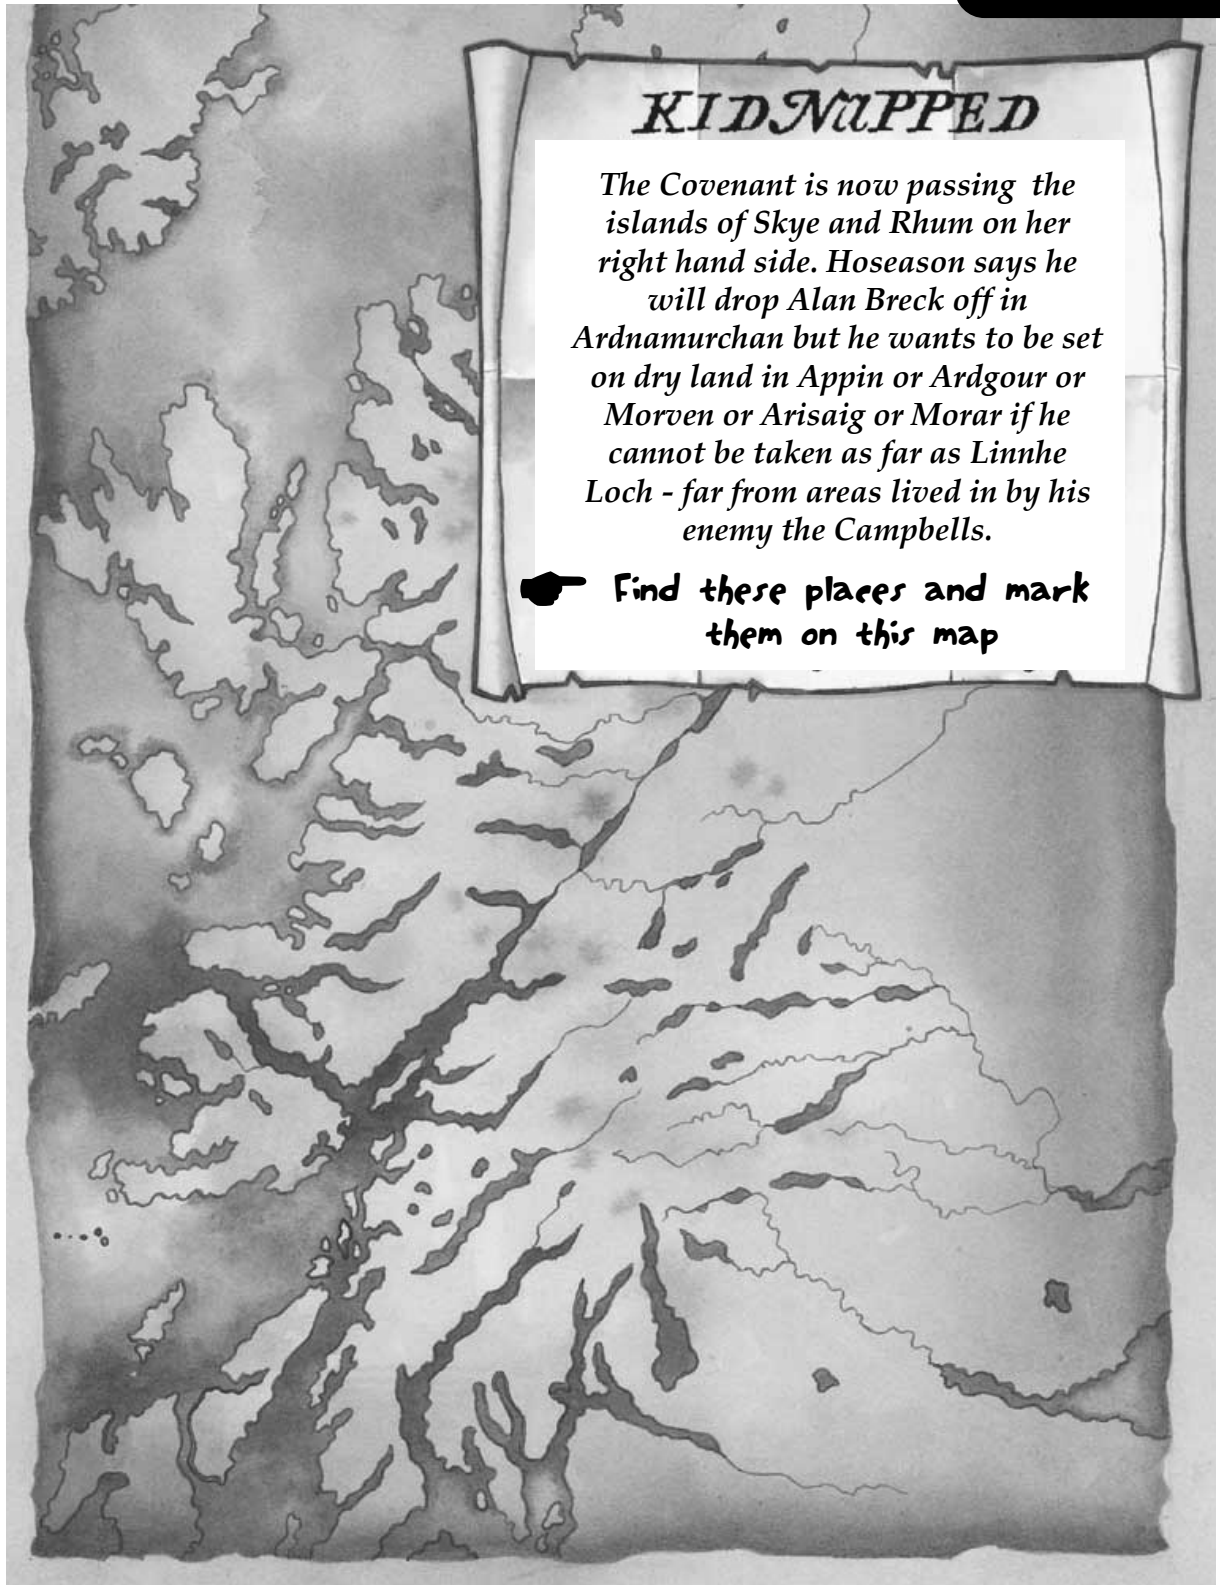 KIDNAPPED
The Covenant is now passing the
islands of Skye and Rhum on her
right hand side. Hoseason says he
will drop Alan Breck off in
Ardnamurchan but he wants to be set
on dry land in Appin or Ardgour or
Morven or Arisaig or Morar if he
cannot be taken as far as Linnhe
Loch - far from areas lived in by his
enemy the Campbells.
Find these places and mark
them on this map